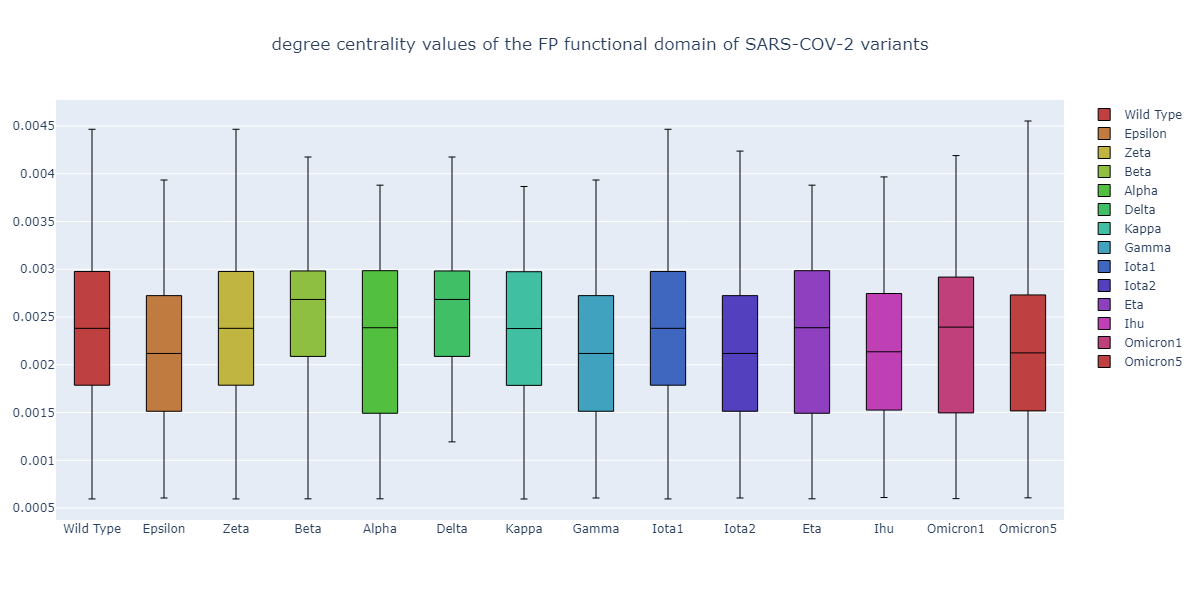 degree centrality values of the FP functional domain of SARS-COV-2 variants
0.0045
0.004
0.0035
0.003
0.0025
0.002
0.0015
0.001
0.0005
Wild Type Epsilon Zeta Beta Alpha Delta Kappa Gamma Iota1 Iota2 Eta Ihu Omicron1 Omicron5
Wild Type
Epsilon
Zeta
Beta
Alpha
Delta
Kappa
Gamma
Iota1
Iota2
Eta
Ihu
Omicron1
Omicron5